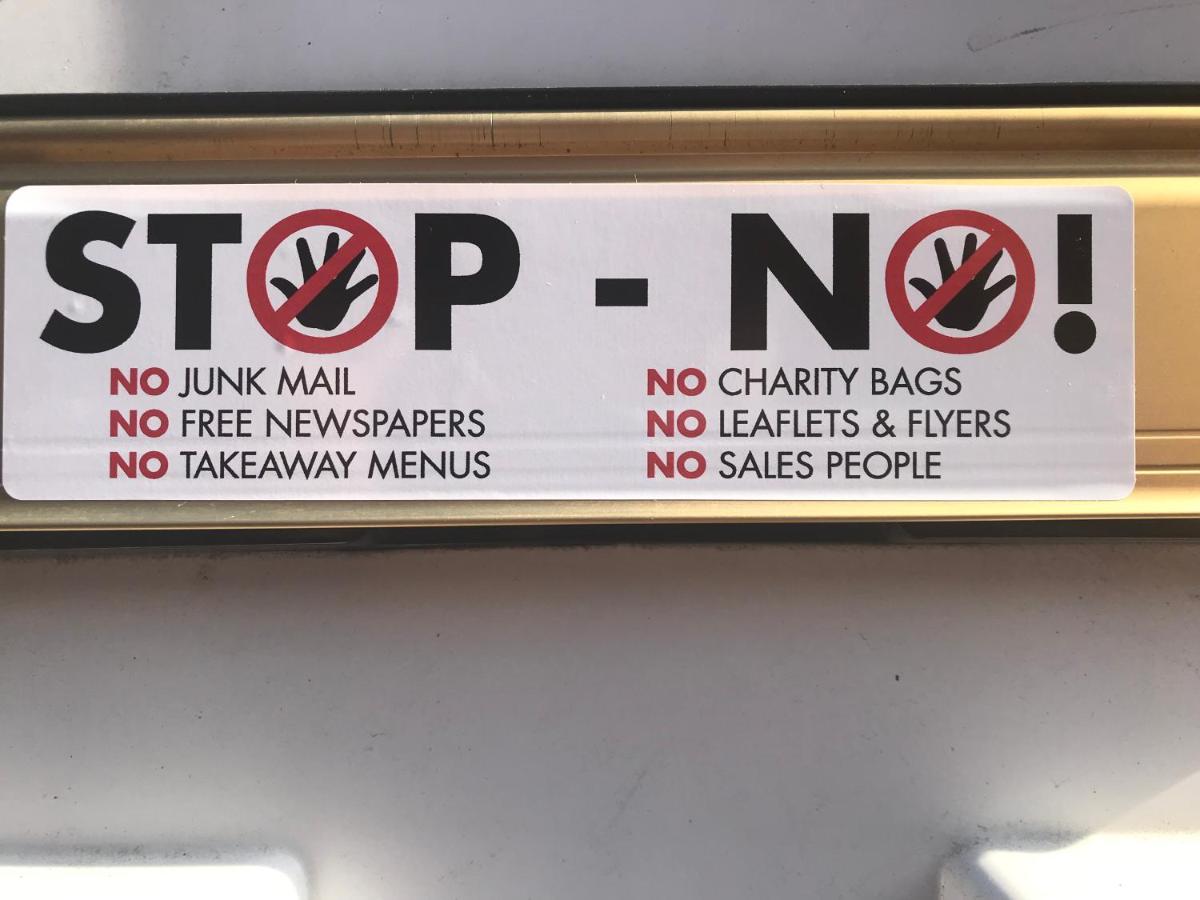 STOP - NO!
NO JUNK MAIL
NO FREE NEWSPAPERS
NO TAKEAWAY MENUS
NO CHARITY BAGS
NO LEAFLETS & FLYERS
NO SALES PEOPLE